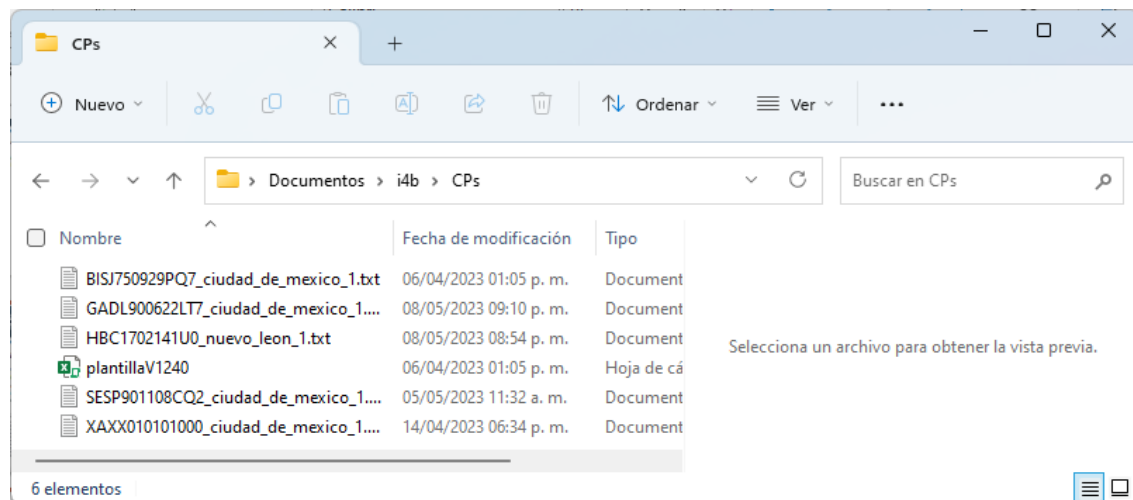 CPs
Nuevo
Ordenar
Ver
Documentos > i4b > CPs
Buscar en CPs
Nombre Fecha de modificación Tipo
BISJ750929PQ7_ciudad_de_mexico_1.txt 06/04/2023 01:05 p. m. Document
GADL900622LT7_ciudad_de_mexico_1.... 08/05/2023 09:10 p. m. Document
HBC1702141U0_nuevo_leon_1.txt 08/05/2023 08:54 p. m. Document
plantillaV1240 06/04/2023 01:05 p. m. Hoja de cá
SESP901108CQ2_ciudad_de_mexico_1.... 05/05/2023 11:32 a. m. Document
XAXX010101000_ciudad_de_mexico_1.... 14/04/2023 06:34 p. m. Document
Selecciona un archivo para obtener la vista previa.
6 elementos